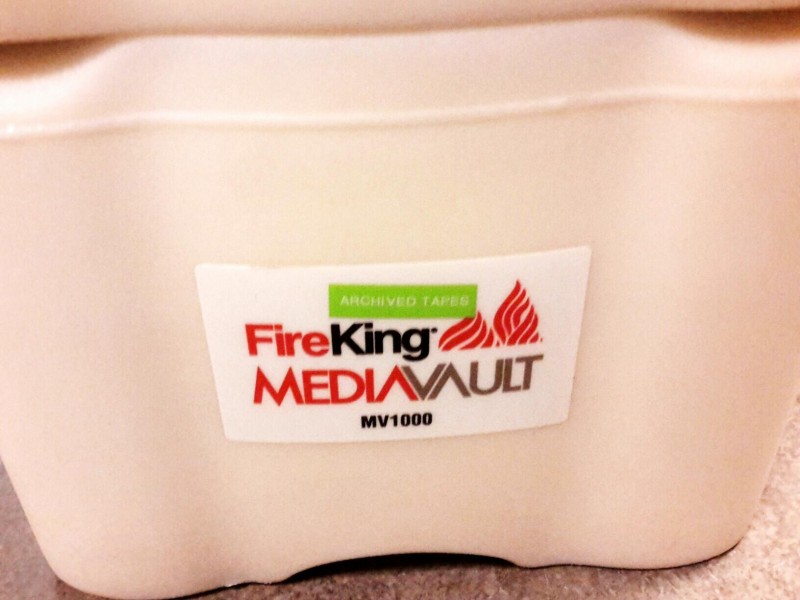 ARCHIVED TAPES
FireKing
MEDIAVAULT
MV1000